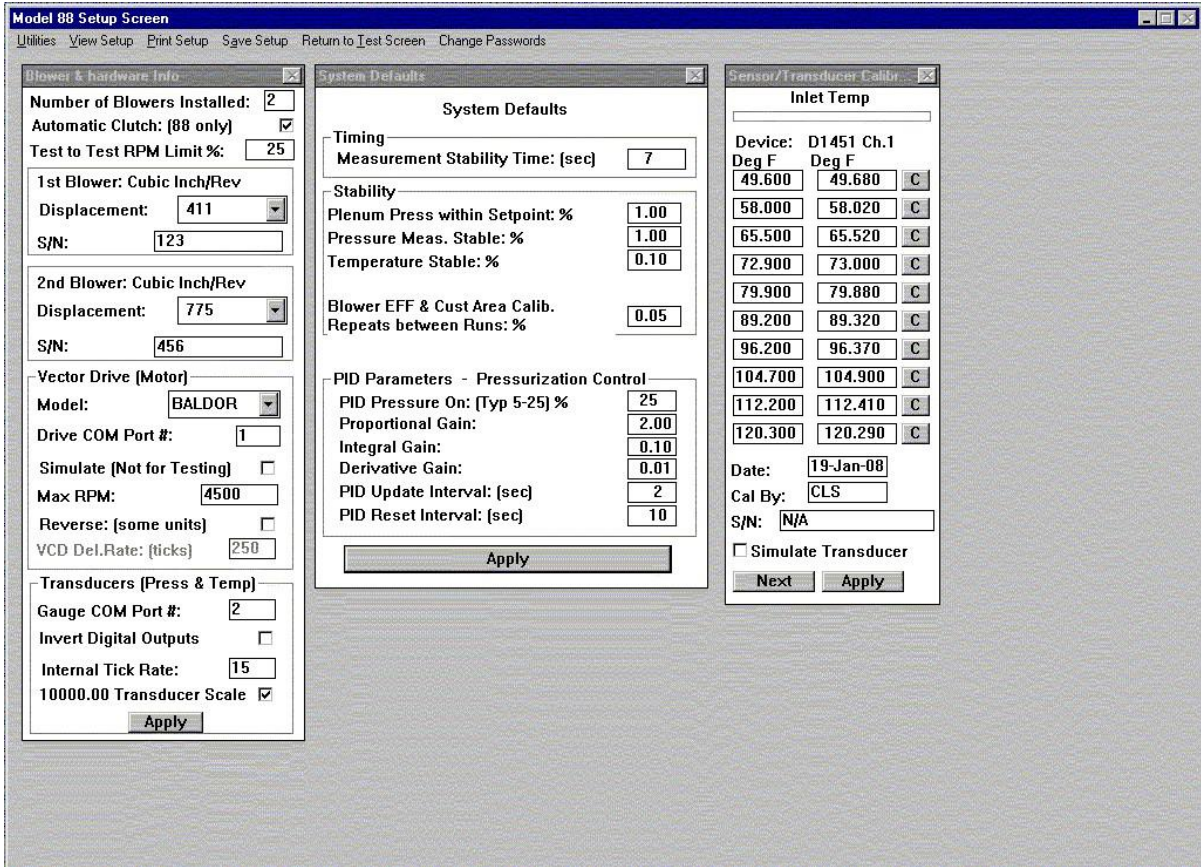 Model 88 Setup Screen
Utilities View Setup Print Setup Save Setup Return to Test Screen Change Passwords
Blower & hardware Info
Number of Blowers Installed: 2
Automatic Clutch: (88 only)
Test to Test RPM Limit %: 25
1st Blower: Cubic Inch/Rev
Displacement: 411
S/N: 123
2nd Blower: Cubic Inch/Rev
Displacement: 775
S/N: 456
Vector Drive (Motor)
Model: BALDOR
Drive COM Port #: 1
Simulate (Not for Testing)
Max RPM: 4500
Reverse: (some units)
VCD Del.Rate: (ticks) 250
Transducers (Press & Temp)
Gauge COM Port #: 2
Invert Digital Outputs
Internal Tick Rate: 15
10000.00 Transducer Scale
Apply
System Defaults
System Defaults
Timing
Measurement Stability Time: (sec) 7
Stability
Plenum Press within Setpoint: % 1.00
Pressure Meas. Stable: % 1.00
Temperature Stable: % 0.10
Blower EFF & Cust Area Calib.
Repeats between Runs: % 0.05
PID Parameters - Pressurization Control
PID Pressure On: (Typ 5-25) % 25
Proportional Gain: 2.00
Integral Gain: 0.10
Derivative Gain: 0.01
PID Update Interval: (sec) 2
PID Reset Interval: (sec) 10
Apply
Sensor/Transducer Calibr...
Inlet Temp
Device: D1451 Ch.1
Deg F Deg F
49.600 49.680 C
58.000 58.020 C
65.500 65.520 C
72.900 73.000 C
79.900 79.880 C
89.200 89.320 C
96.200 96.370 C
104.700 104.900 C
112.200 112.410 C
120.300 120.290 C
Date: 19-Jan-08
Cal By: CLS
S/N: N/A
Simulate Transducer
Next Apply